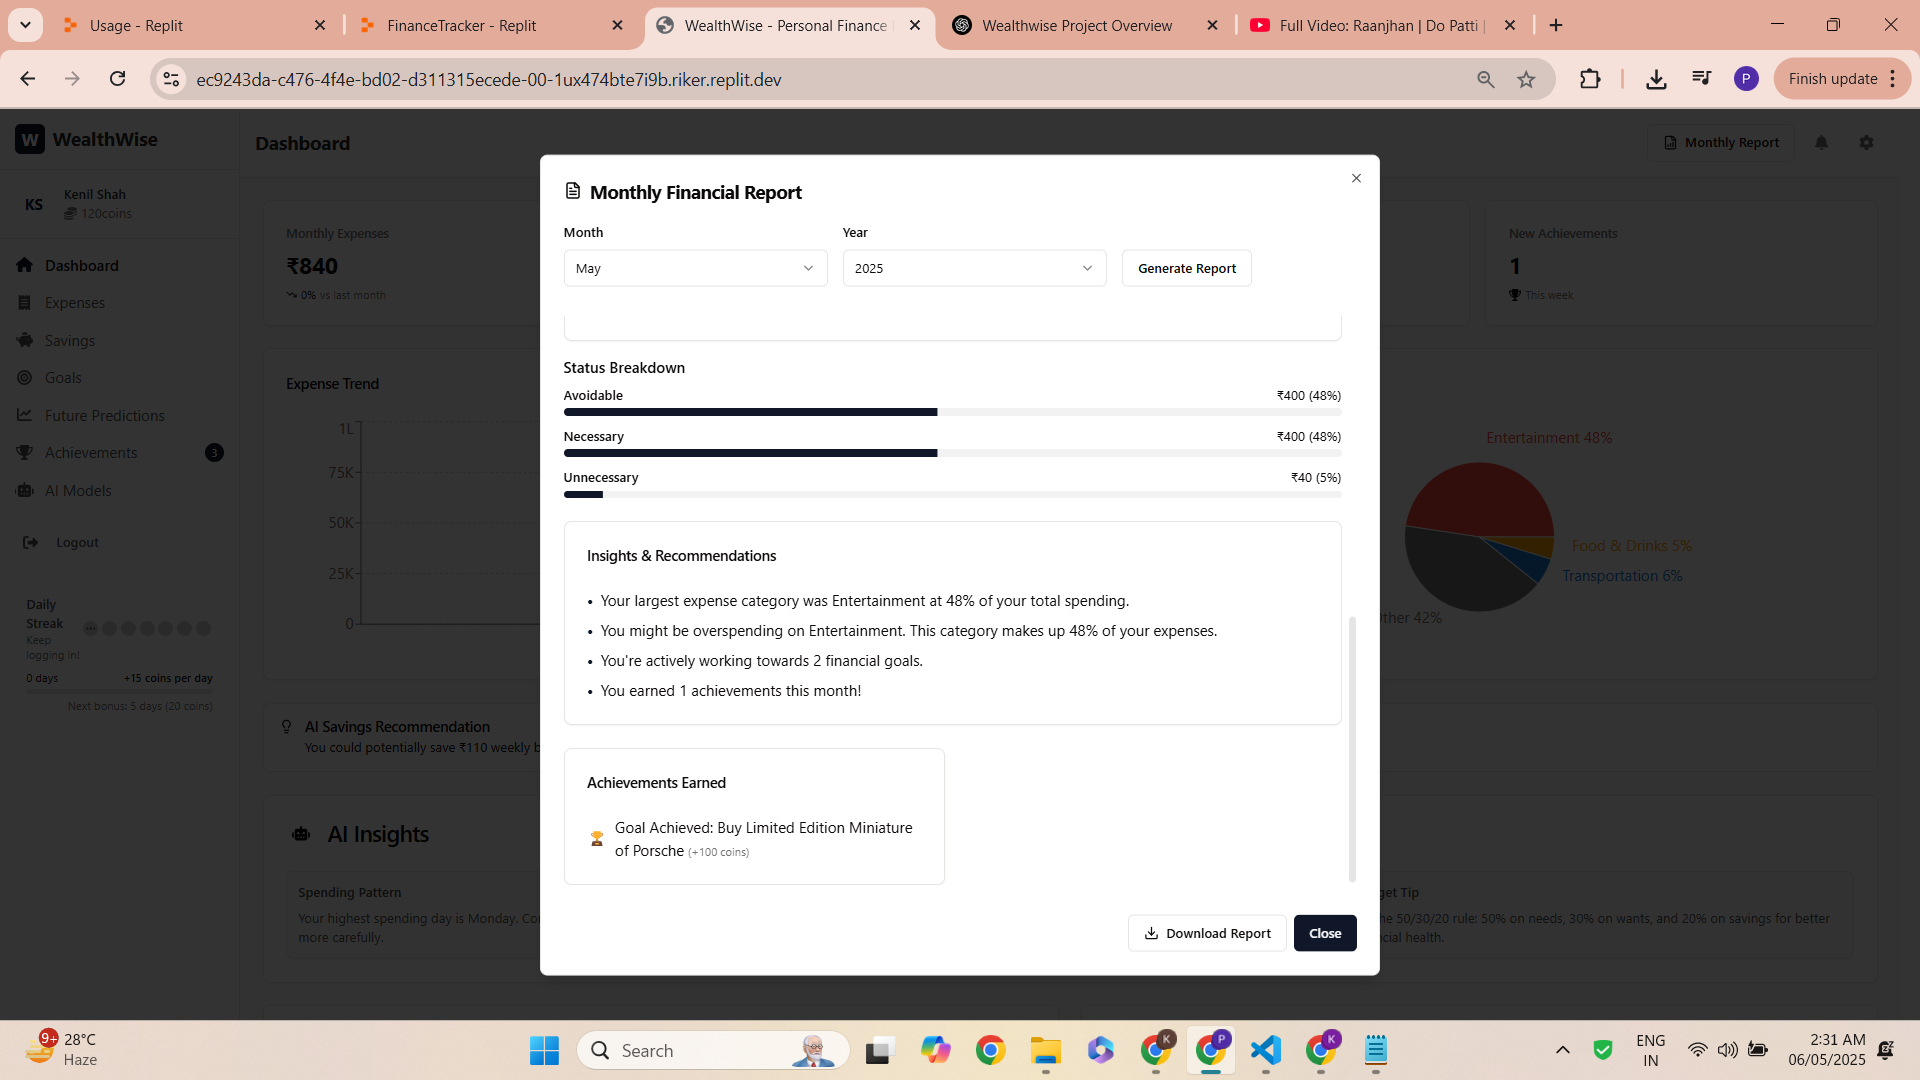 Usage - Replit
FinanceTracker - Replit
WealthWise - Personal Finance
Wealthwise Project Overview
Full Video: Raanjhan | Do Patti |
ec9243da-c476-4f4e-bd02-d311315ecede-00-1ux474bte7i9b.riker.replit.dev
P
Finish update
W WealthWise
Dashboard
Monthly Report
KS
Kenil Shah
120coins
Dashboard
Expenses
Savings
Goals
Future Predictions
Achievements 3
AI Models
Logout
Daily
Streak
Keep
logging in!
0 days +15 coins per day
Next bonus: 5 days (20 coins)
Monthly Expenses
₹840
0% vs last month
New Achievements
1
This week
Expense Trend
1L
75K
50K
25K
0
Entertainment 48%
Food & Drinks 5%
Transportation 6%
ther 42%
AI Savings Recommendation
You could potentially save ₹110 weekly b
AI Insights
Spending Pattern
Your highest spending day is Monday. Co
more carefully.
get Tip
he 50/30/20 rule: 50% on needs, 30% on wants, and 20% on savings for better
cial health.
Monthly Financial Report
Month Year
May 2025 Generate Report
Status Breakdown
Avoidable ₹400 (48%)
Necessary ₹400 (48%)
Unnecessary ₹40 (5%)
Insights & Recommendations
• Your largest expense category was Entertainment at 48% of your total spending.
• You might be overspending on Entertainment. This category makes up 48% of your expenses.
• You're actively working towards 2 financial goals.
• You earned 1 achievements this month!
Achievements Earned
Goal Achieved: Buy Limited Edition Miniature
of Porsche (+100 coins)
Download Report Close
9+
28°C
Haze
Search
K
P
K
ENG
IN
2:31 AM
06/05/2025